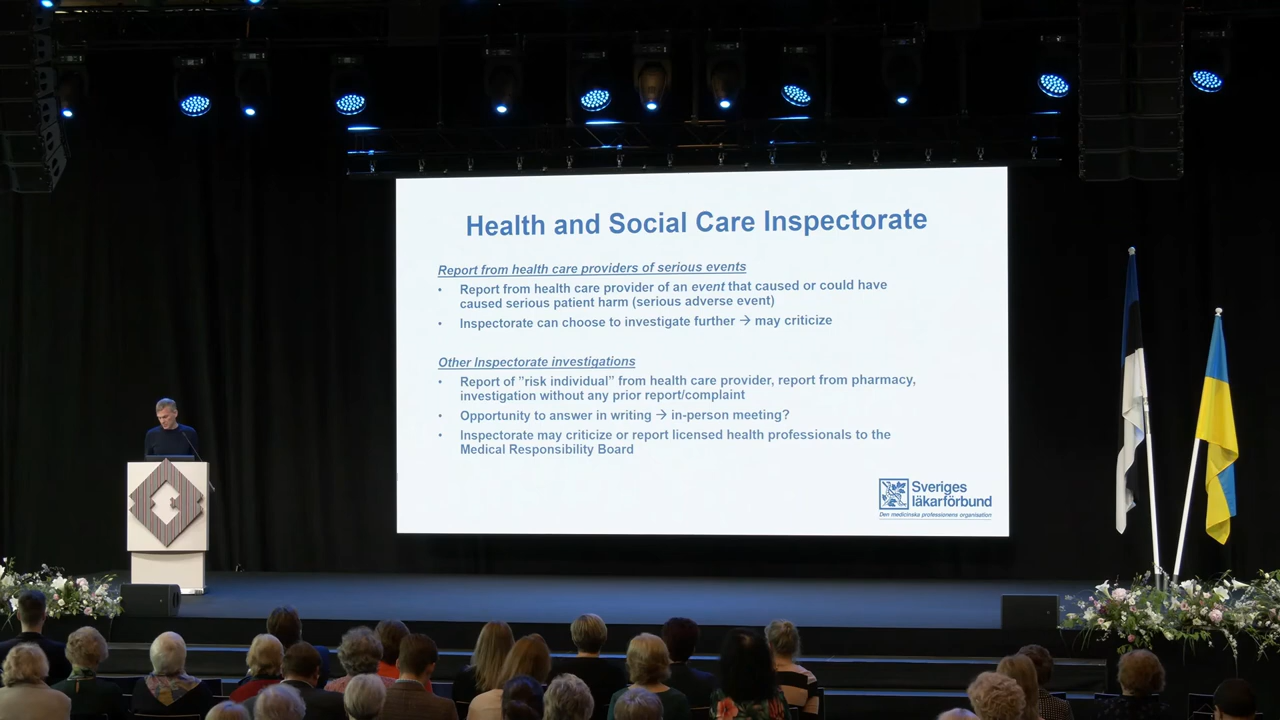 Health and Social Care Inspectorate
Report from health care providers of serious events
• Report from health care provider of an event that caused or could have
caused serious patient harm (serious adverse event)
• Inspectorate can choose to investigate further → may criticize
Other Inspectorate investigations
• Report of ”risk individual” from health care provider, report from pharmacy,
investigation without any prior report/complaint
• Opportunity to answer in writing → in-person meeting?
• Inspectorate may criticize or report licensed health professionals to the
Medical Responsibility Board
Sveriges
läkarförbund
Den medicinska professionens organisation